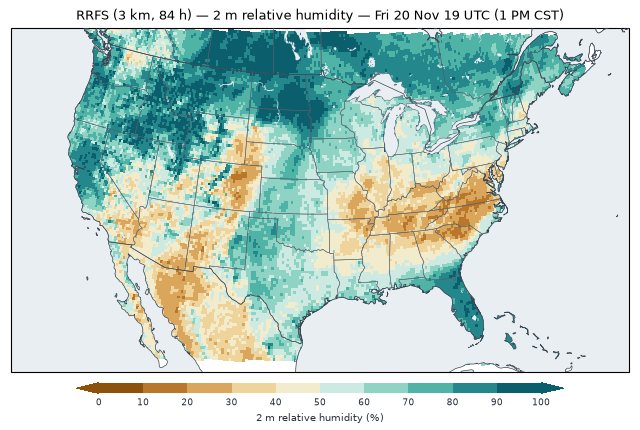 RRFS (3 km, 84 h) — 2 m relative humidity — Fri 20 Nov 19 UTC (1 PM CST)
0 10 20 30 40 50 60 70 80 90 100
2 m relative humidity (%)